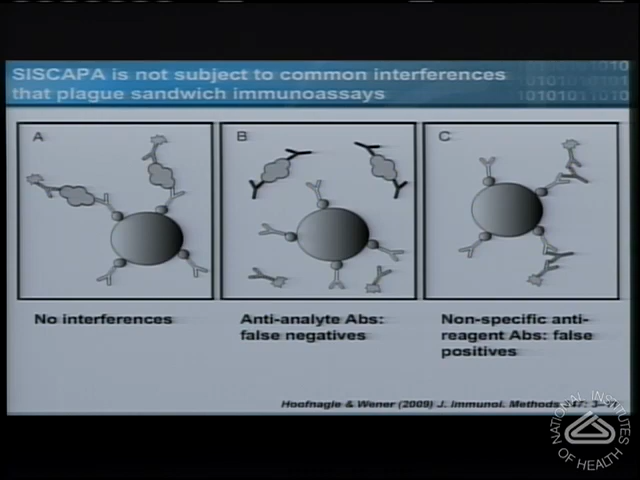 SISCAPA is not subject to common interferences
that plague sandwich immunoassays
A
B
C
No interferences
Anti-analyte Abs:
false negatives
Non-specific anti-
reagent Abs: false
positives
Hoofnagle & Wener (2009) J. Immunol. Methods
NATIONAL INSTITUTES
OF HEALTH